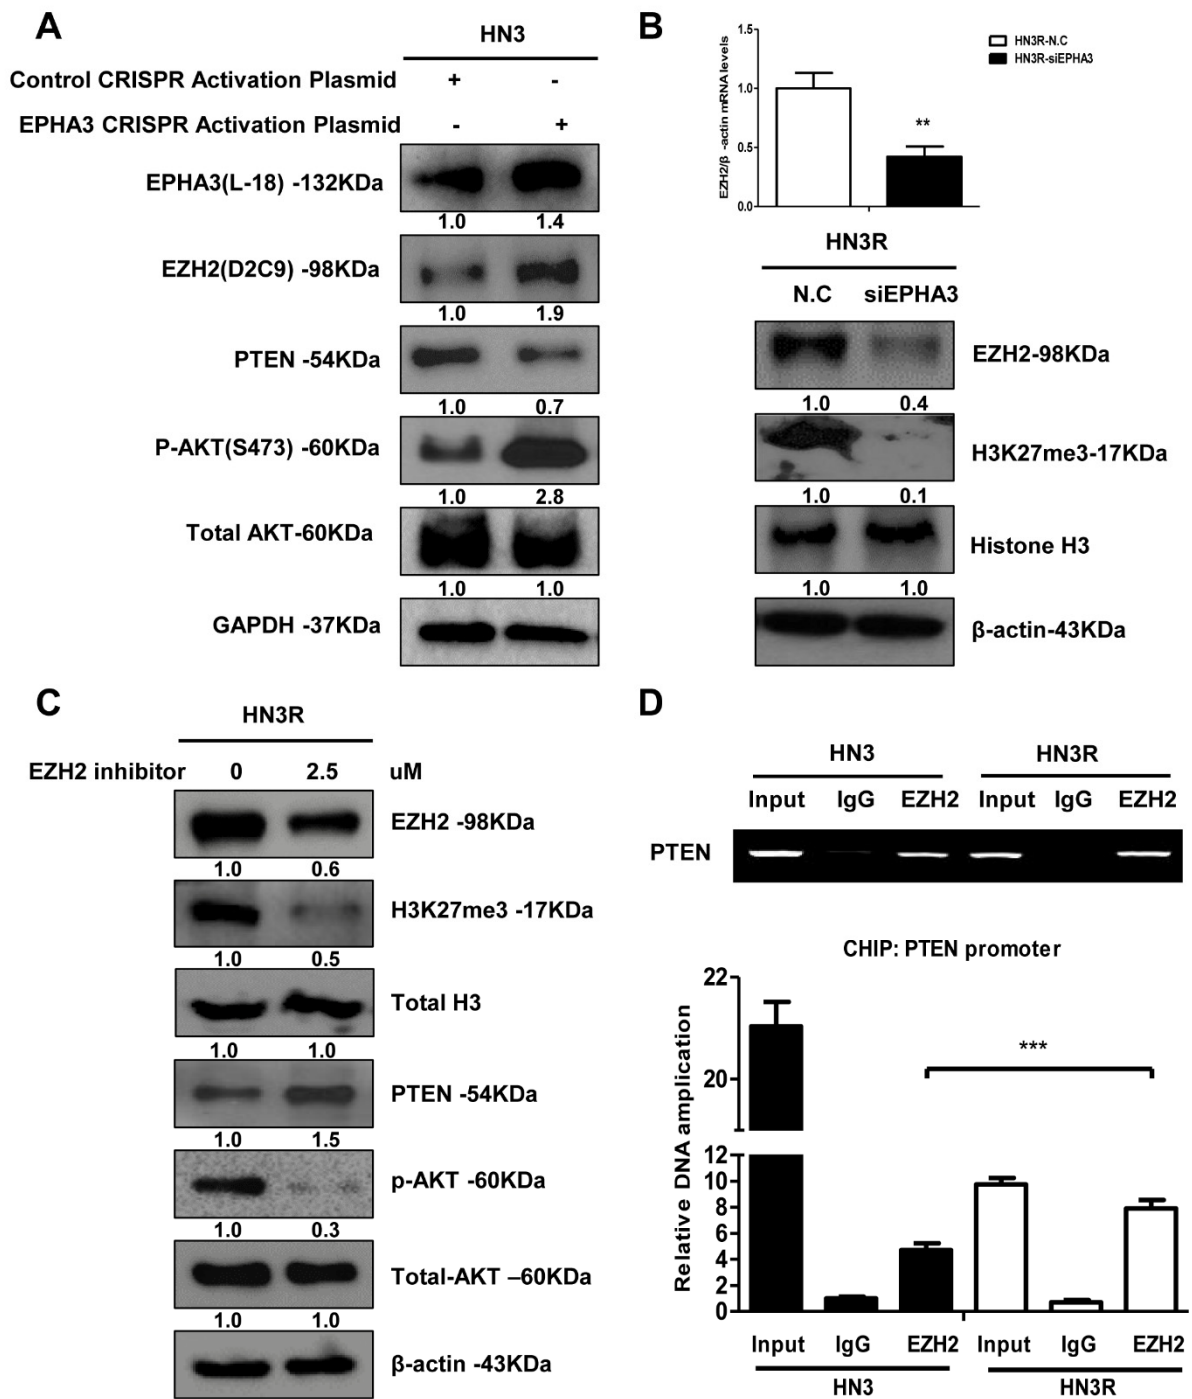 A
HN3
Control CRISPR Activation Plasmid + -
EPHA3 CRISPR Activation Plasmid - +
EPHA3(L-18) -132KDa
1.0 1.4
EZH2(D2C9) -98KDa
1.0 1.9
PTEN -54KDa
1.0 0.7
P-AKT(S473) -60KDa
1.0 2.8
Total AKT-60KDa
1.0 1.0
GAPDH -37KDa
B
EZH2/β -actin mRNA levels
1.5
1.0
0.5
0.0
**
HN3R-N.C
HN3R-siEPHA3
HN3R
N.C siEPHA3
EZH2-98KDa
1.0 0.4
H3K27me3-17KDa
1.0 0.1
Histone H3
1.0 1.0
β-actin-43KDa
C
HN3R
EZH2 inhibitor 0 2.5 uM
EZH2 -98KDa
1.0 0.6
H3K27me3 -17KDa
1.0 0.5
Total H3
1.0 1.0
PTEN -54KDa
1.0 1.5
p-AKT -60KDa
1.0 0.3
Total-AKT –60KDa
1.0 1.0
β-actin -43KDa
D
HN3 HN3R
Input IgG EZH2 Input IgG EZH2
PTEN
CHIP: PTEN promoter
Relative DNA amplication
22
20
10
8
6
4
2
0
***
Input IgG EZH2 Input IgG EZH2
HN3 HN3R